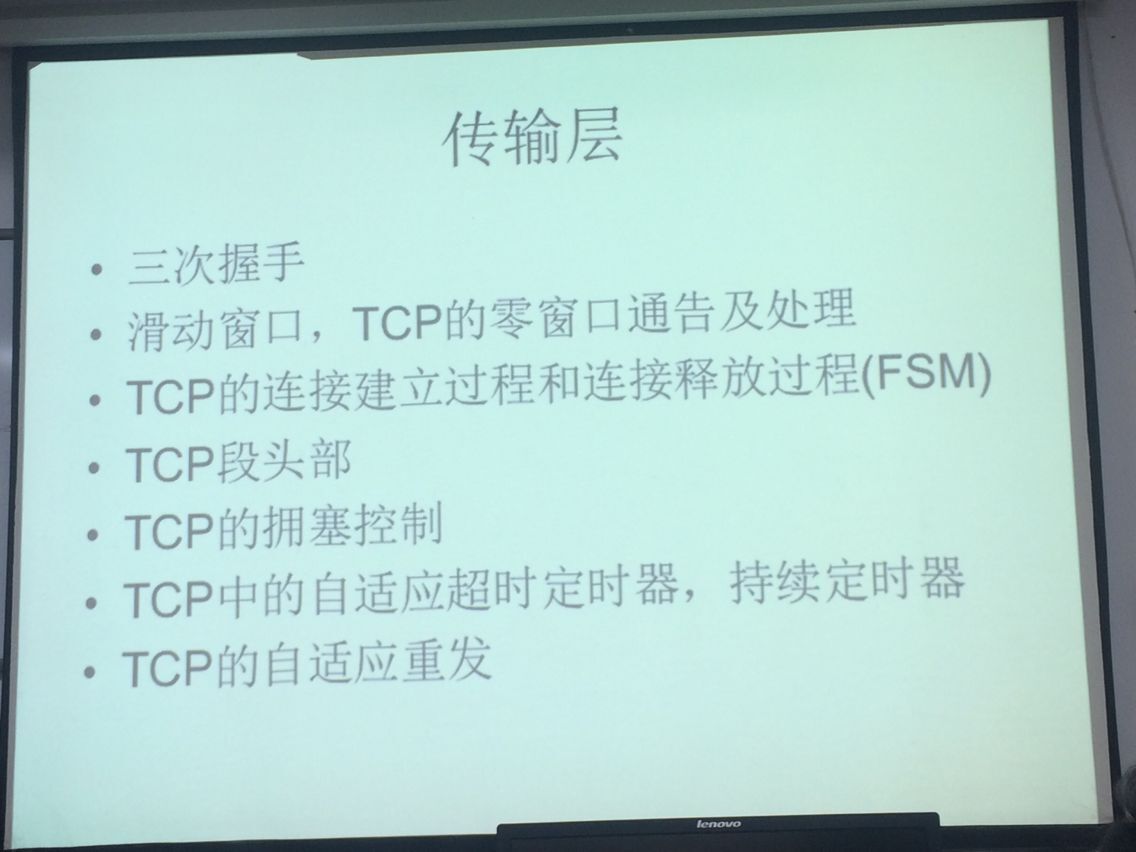 传输层
• 三次握手
• 滑动窗口，TCP的零窗口通告及处理
• TCP的连接建立过程和连接释放过程(FSM)
• TCP段头部
• TCP的拥塞控制
• TCP中的自适应超时定时器，持续定时器
• TCP的自适应重发
lenovo